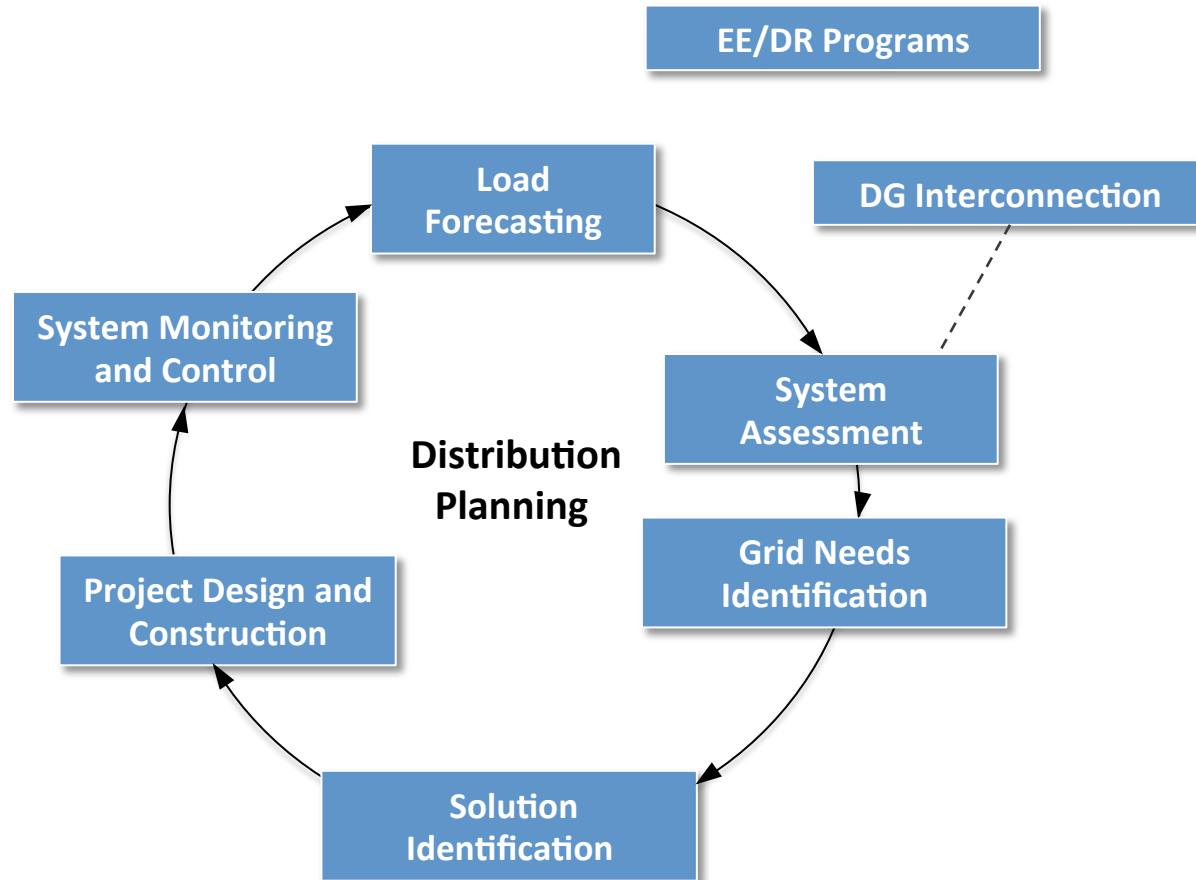 EE/DR Programs
Load
Forecasting
DG Interconnection
System Monitoring
and Control
System
Assessment
Distribution
Planning
Grid Needs
Identification
Project Design and
Construction
Solution
Identification